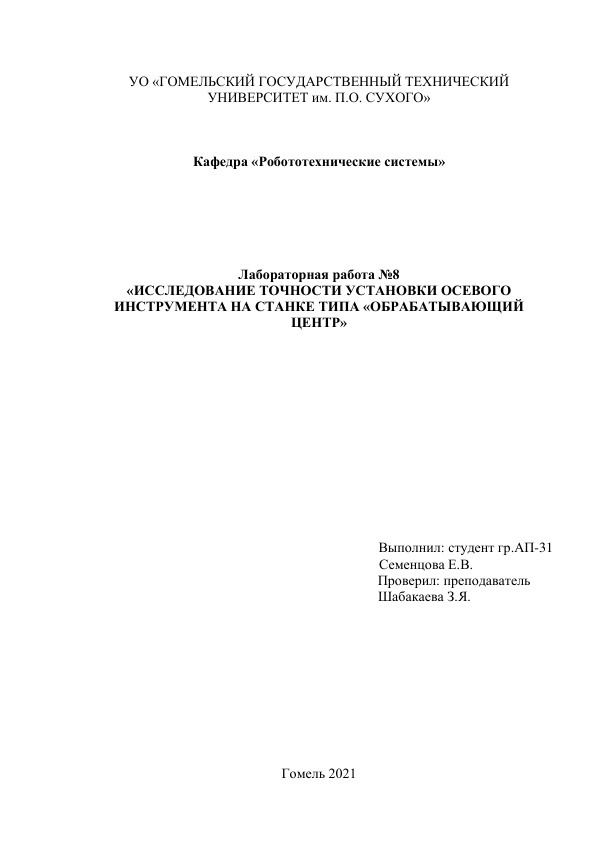 УО «ГОМЕЛЬСКИЙ ГОСУДАРСТВЕННЫЙ ТЕХНИЧЕСКИЙ
УНИВЕРСИТЕТ им. П.О. СУХОГО»
Кафедра «Робототехнические системы»
Лабораторная работа №8
«ИССЛЕДОВАНИЕ ТОЧНОСТИ УСТАНОВКИ ОСЕВОГО
ИНСТРУМЕНТА НА СТАНКЕ ТИПА «ОБРАБАТЫВАЮЩИЙ
ЦЕНТР»
Выполнил: студент гр.АП-31
Семенцова Е.В.
Проверил: преподаватель
Шабакаева З.Я.
Гомель 2021